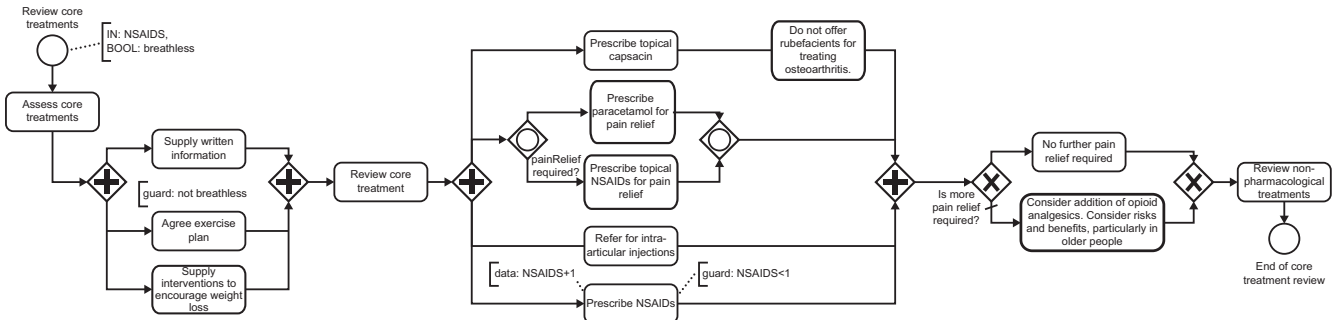 Review core
treatments
IN: NSAIDS,
BOOL: breathless
Assess core
treatments
Supply written
information
guard: not breathless
Agree exercise
plan
Supply
interventions to
encourage weight
loss
Review core
treatment
Prescribe topical
capsacin
Do not offer
rubefacients for
treating
osteoarthritis.
Prescribe
paracetamol for
pain relief
painRelief
required?
Prescribe topical
NSAIDs for pain
relief
Refer for intra-
articular injections
data: NSAIDS+1
guard: NSAIDS<1
Prescribe NSAIDs
Is more
pain relief
required?
No further pain
relief required
Consider addition of opioid
analgesics. Consider risks
and benefits, particularly in
older people
Review non-
pharmacological
treatments
End of core
treatment review